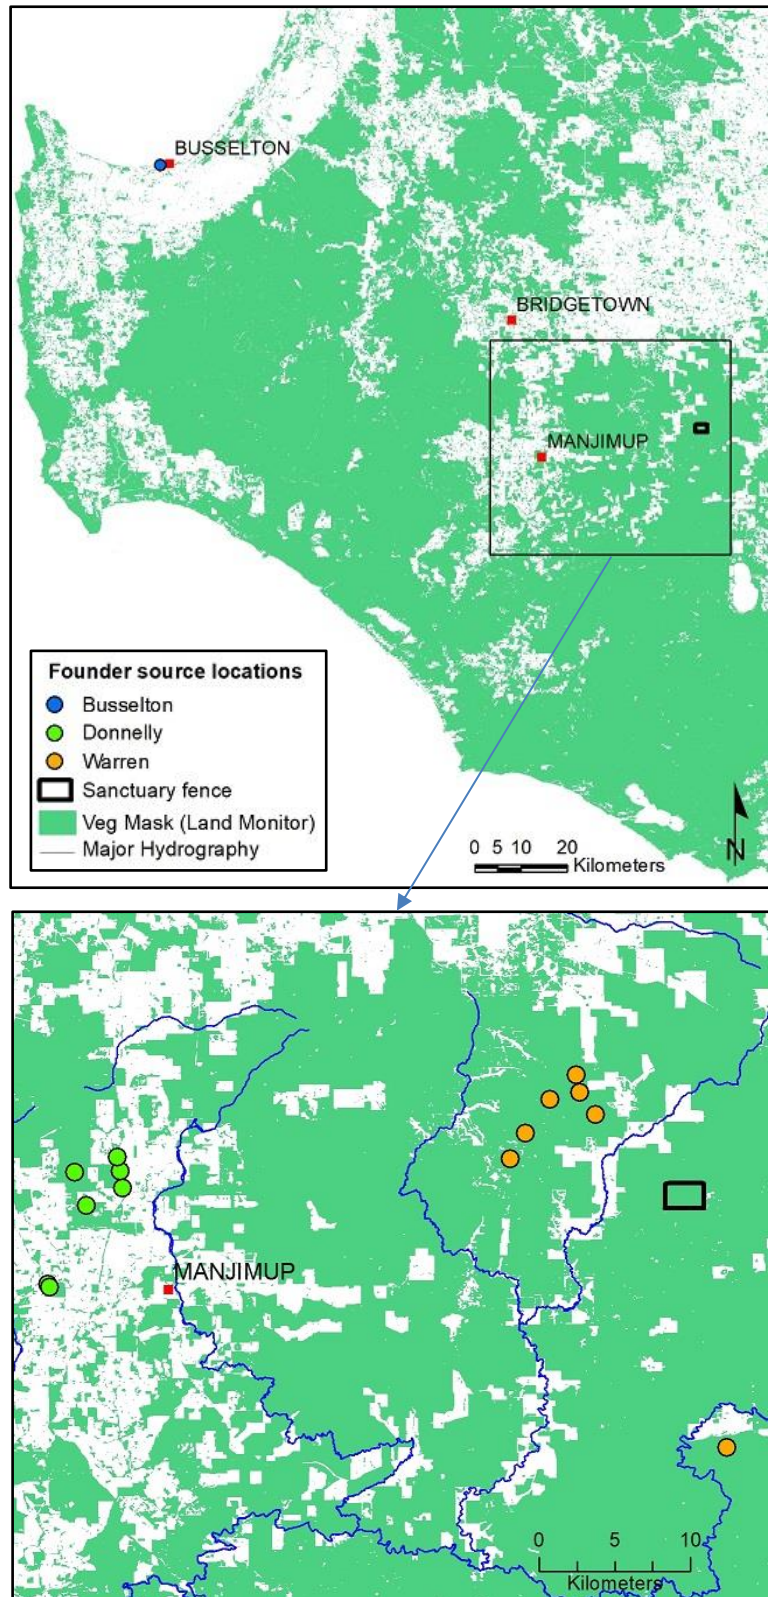 BUSSELTON
BRIDGETOWN
MANJIMUP
Founder source locations
Busselton
Donnelly
Warren
Sanctuary fence
Veg Mask (Land Monitor)
Major Hydrography
0 5 10 20
Kilometers
N
MANJIMUP
0 5 10
Kilometers